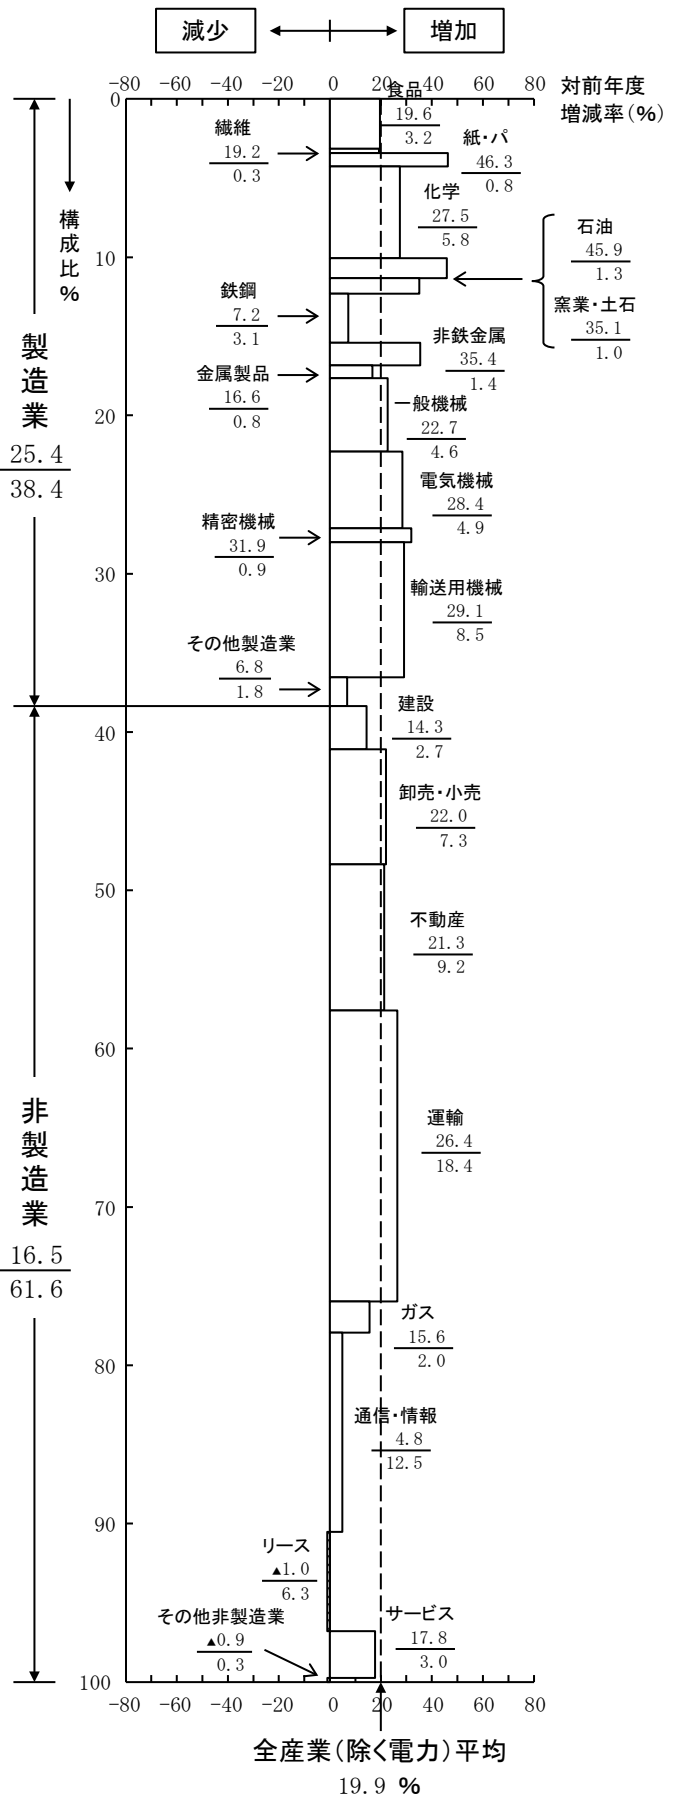 減少
増加
-80 -60 -40 -20 0 20 40 60 80
対前年度
増減率(%)
0
構成比%
食品
19.6
3.2
繊維
19.2
0.3
紙・パ
46.3
0.8
化学
27.5
5.8
10
石油
45.9
1.3
窯業・土石
35.1
1.0
鉄鋼
7.2
3.1
非鉄金属
35.4
1.4
製造業
25.4
38.4
金属製品
16.6
0.8
20
一般機械
22.7
4.6
電気機械
28.4
4.9
精密機械
31.9
0.9
30
輸送用機械
29.1
8.5
その他製造業
6.8
1.8
建設
14.3
2.7
40
卸売・小売
22.0
7.3
50
不動産
21.3
9.2
60
非製造業
16.5
61.6
運輸
26.4
18.4
70
ガス
15.6
2.0
80
通信・情報
4.8
12.5
90
リース
▲1.0
6.3
その他非製造業
▲0.9
0.3
サービス
17.8
3.0
100
-80 -60 -40 -20 0 20 40 60 80
全産業(除く電力)平均
19.9 %